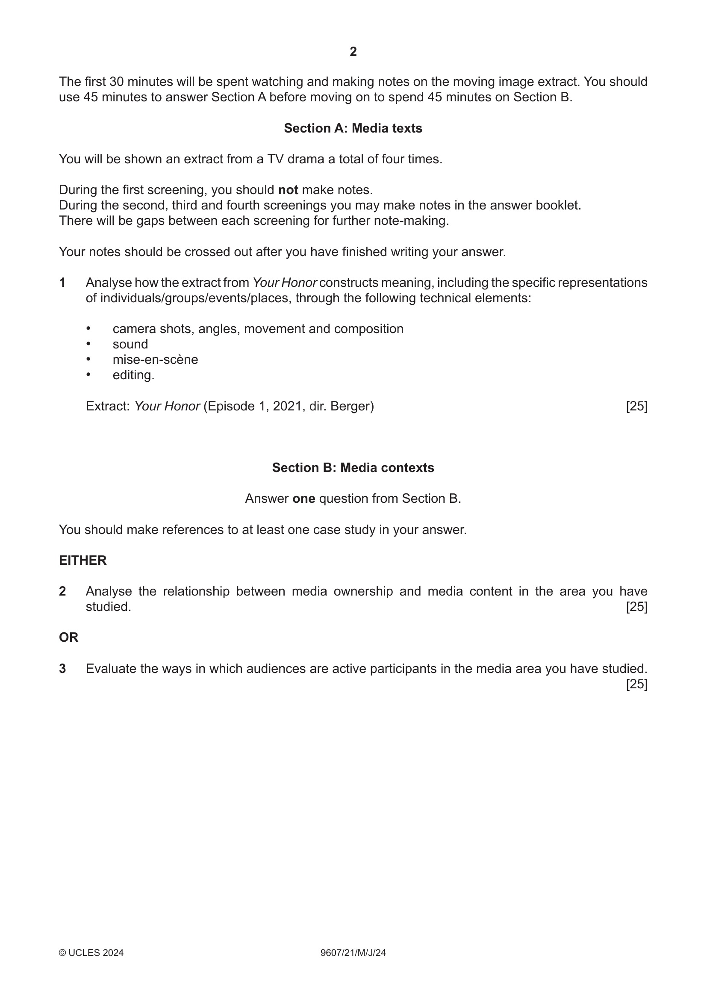 2
The first 30 minutes will be spent watching and making notes on the moving image extract. You should
use 45 minutes to answer Section A before moving on to spend 45 minutes on Section B.
Section A: Media texts
You will be shown an extract from a TV drama a total of four times.
During the first screening, you should not make notes.
During the second, third and fourth screenings you may make notes in the answer booklet.
There will be gaps between each screening for further note-making.
Your notes should be crossed out after you have finished writing your answer.
1 Analyse how the extract from Your Honor constructs meaning, including the specific representations
of individuals/groups/events/places, through the following technical elements:
• camera shots, angles, movement and composition
• sound
• mise-en-scène
• editing.
Extract: Your Honor (Episode 1, 2021, dir. Berger) [25]
Section B: Media contexts
Answer one question from Section B.
You should make references to at least one case study in your answer.
EITHER
2 Analyse the relationship between media ownership and media content in the area you have
studied. [25]
OR
3 Evaluate the ways in which audiences are active participants in the media area you have studied.
[25]
© UCLES 2024 9607/21/M/J/24